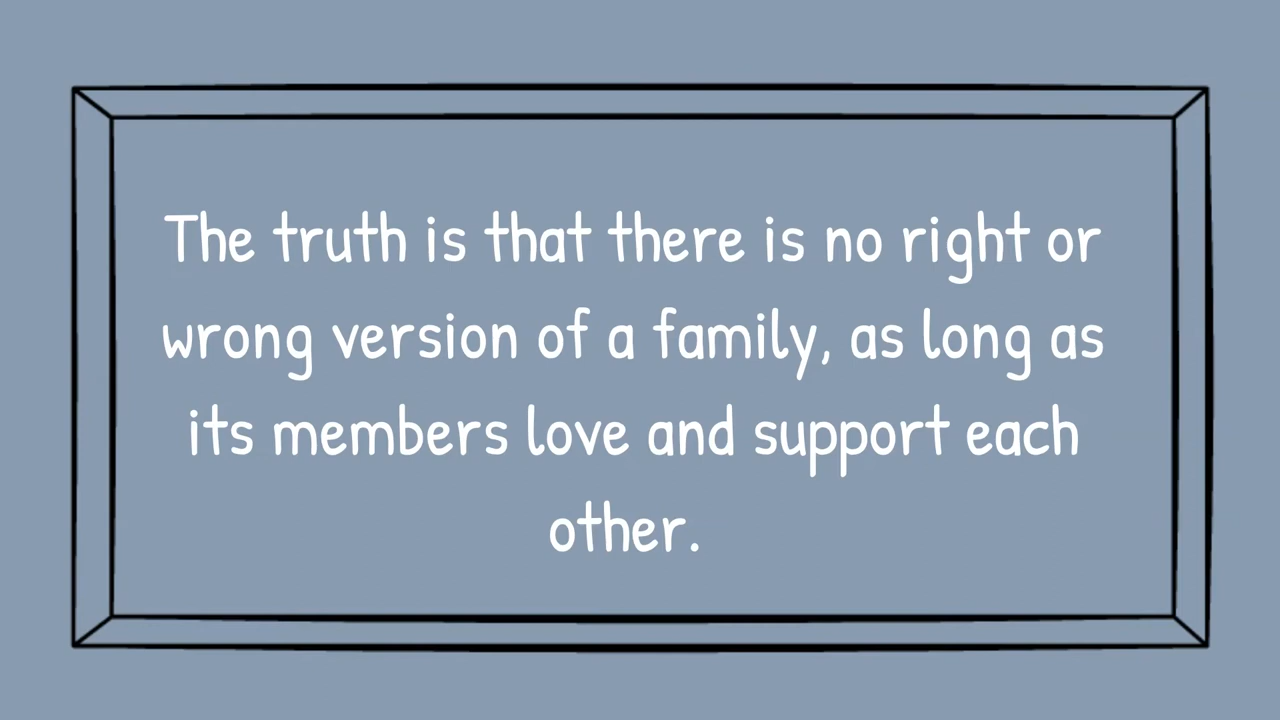 The truth is that there is no right or
wrong version of a family, as long as
its members love and support each
other.